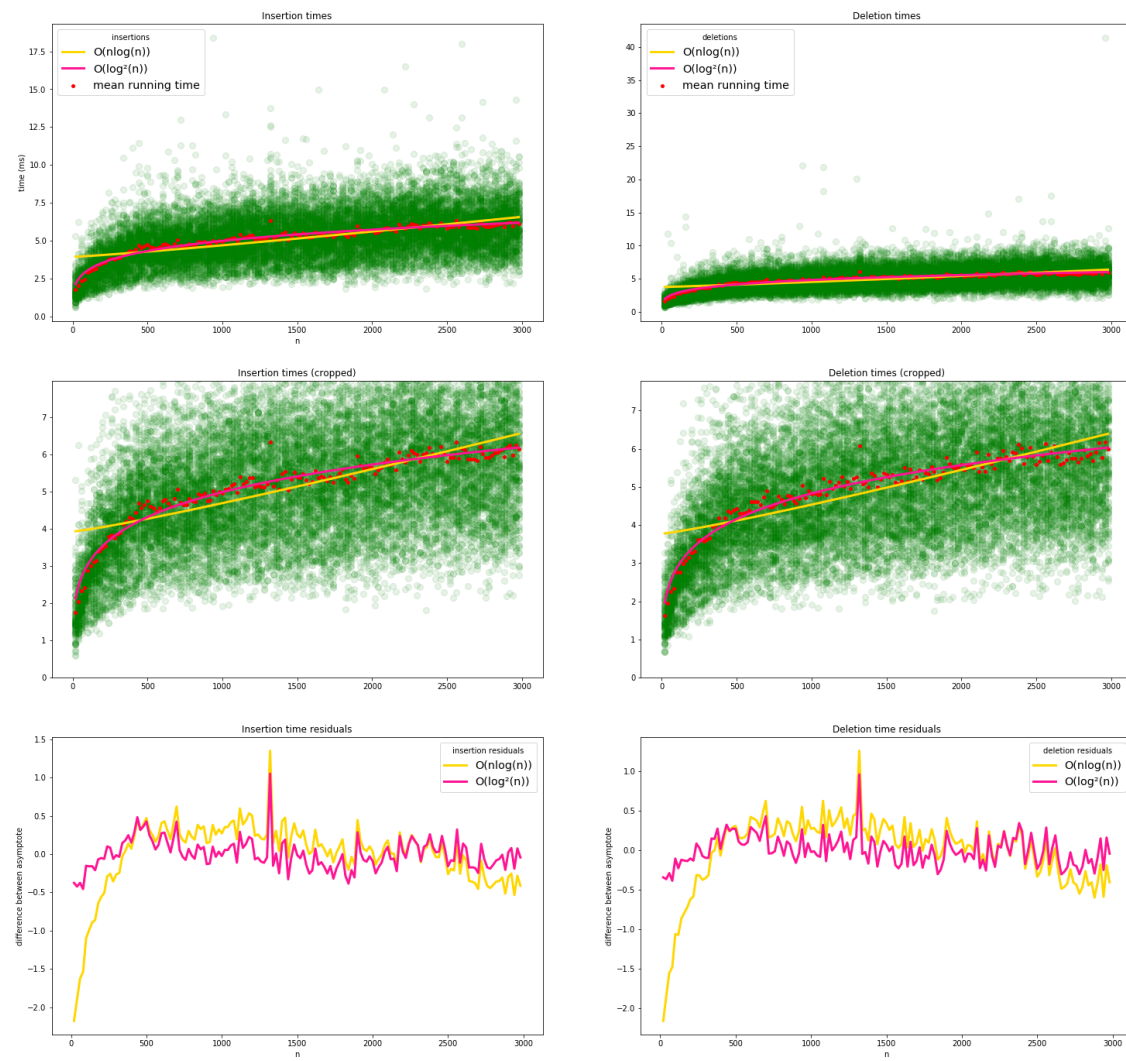 Insertion times
insertions
O(nlog(n))
O(log²(n))
mean running time
time (ms)
17.5
15.0
12.5
10.0
7.5
5.0
2.5
0.0
0 500 1000 1500 2000 2500 3000
n
Deletion times
deletions
O(nlog(n))
O(log²(n))
mean running time
40
35
30
25
20
15
10
5
0
0 500 1000 1500 2000 2500 3000
Insertion times (cropped)
7
6
5
4
3
2
1
0
0 500 1000 1500 2000 2500 3000
Deletion times (cropped)
7
6
5
4
3
2
1
0
0 500 1000 1500 2000 2500 3000
Insertion time residuals
insertion residuals
O(nlog(n))
O(log²(n))
difference between asymptote
1.5
1.0
0.5
0.0
−0.5
−1.0
−1.5
−2.0
0 500 1000 1500 2000 2500 3000
n
Deletion time residuals
deletion residuals
O(nlog(n))
O(log²(n))
difference between asymptote
1.0
0.5
0.0
−0.5
−1.0
−1.5
−2.0
0 500 1000 1500 2000 2500 3000
n